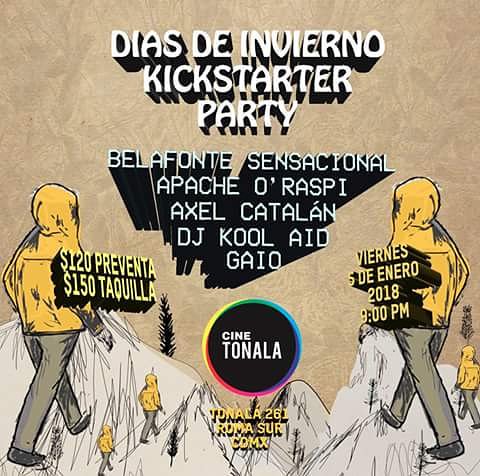 DIAS DE INVIERNO
KICKSTARTER
PARTY
BELAFONTE SENSACIONAL
APACHE O'RASPI
AXEL CATALÁN
DJ KOOL AID
GAIO
$120 PREVENTA
$150 TAQUILLA
VIERNES
5 DE ENERO
2018
9:00 PM
CINE
TONALA
TONALA 261
ROMA SUR
CDMX